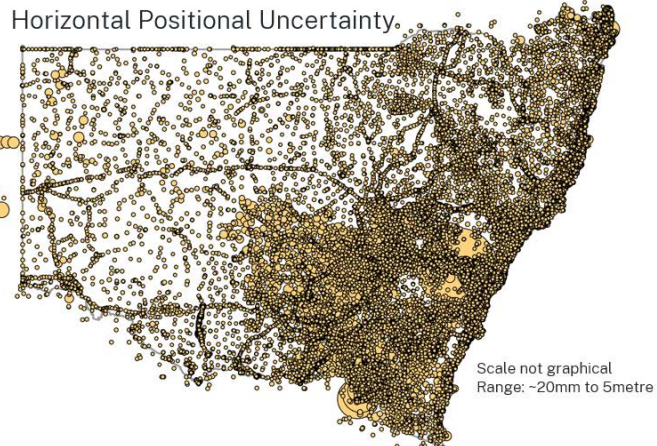 Horizontal Positional Uncertainty
Scale not graphical
Range: ~20mm to 5metre